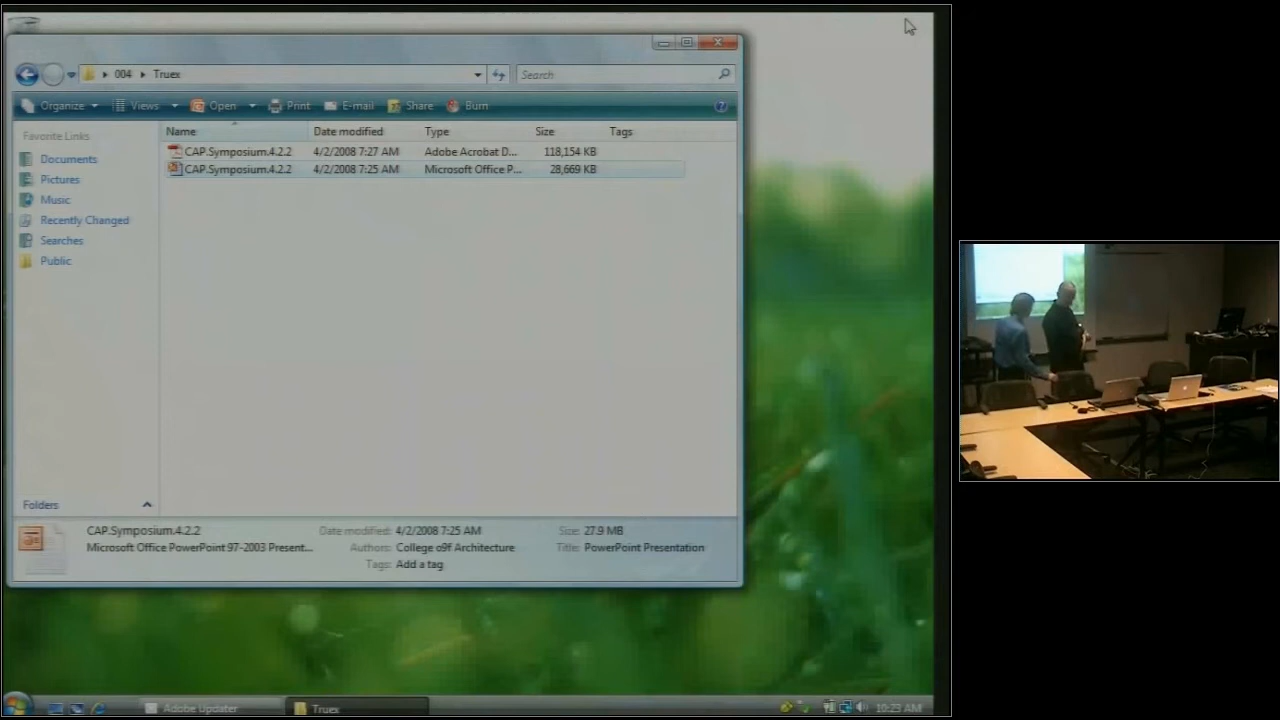 004 Truex
Search
Organize Views Open Print E-mail Share Burn
Favorite Links
Documents
Pictures
Music
Recently Changed
Searches
Public
Folders
Name Date modified Type Size Tags
CAP.Symposium.4.2.2 4/2/2008 7:27 AM Adobe Acrobat D... 118,154 KB
CAP.Symposium.4.2.2 4/2/2008 7:25 AM Microsoft Office P... 28,669 KB
CAP.Symposium.4.2.2 Date modified: 4/2/2008 7:25 AM Size: 27.9 MB
Microsoft Office PowerPoint 97-2003 Present... Authors: College o9f Architecture Title: PowerPoint Presentation
Tags: Add a tag
Adobe Updater Truex 10:23 AM